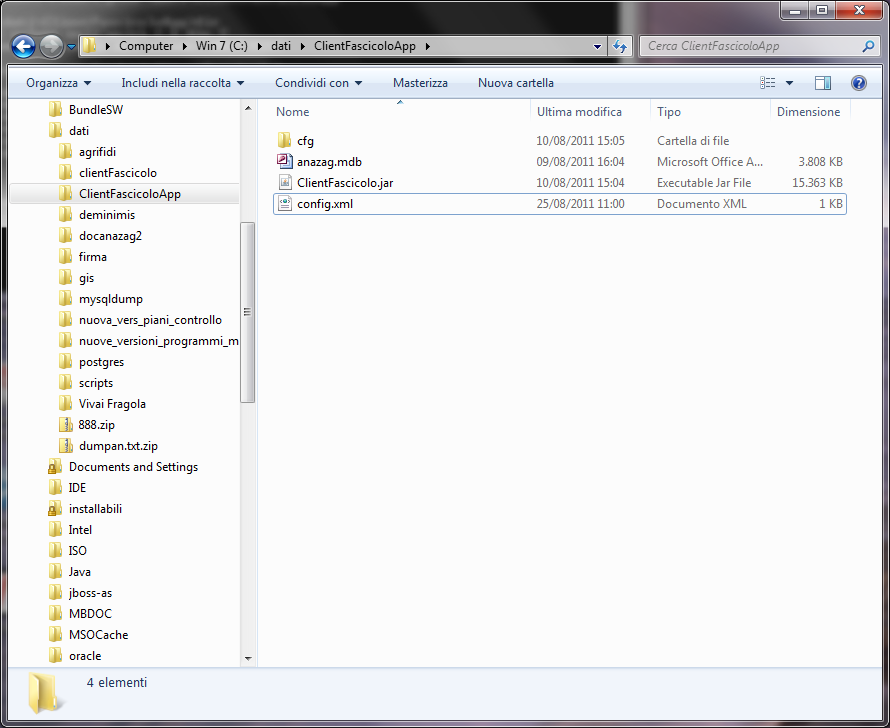 Computer Win 7 (C:) dati ClientFascicoloApp
Cerca ClientFascicoloApp
Organizza Includi nella raccolta Condividi con Masterizza Nuova cartella
BundleSW
dati
agrifidi
clientFascicolo
ClientFascicoloApp
deminimis
docanazag2
firma
gis
mysqldump
nuova_vers_piani_controllo
nuove_versioni_programmi_m
postgres
scripts
Vivai Fragola
888.zip
dumpan.txt.zip
Documents and Settings
IDE
installabili
Intel
ISO
Java
jboss-as
MBDOC
MSOCache
oracle
Nome Ultima modifica Tipo Dimensione
cfg 10/08/2011 15:05 Cartella di file
anazag.mdb 09/08/2011 16:04 Microsoft Office A... 3.808 KB
ClientFascicolo.jar 10/08/2011 15:04 Executable Jar File 15.363 KB
config.xml 25/08/2011 11:00 Documento XML 1 KB
4 elementi